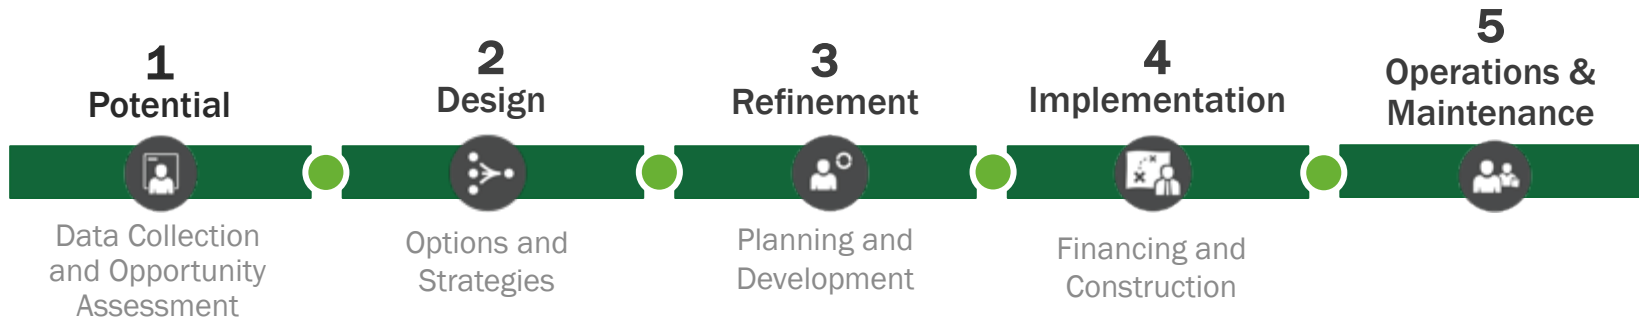 1
Potential
Data Collection
and Opportunity
Assessment
2
Design
Options and
Strategies
3
Refinement
Planning and
Development
4
Implementation
Financing and
Construction
5
Operations &
Maintenance